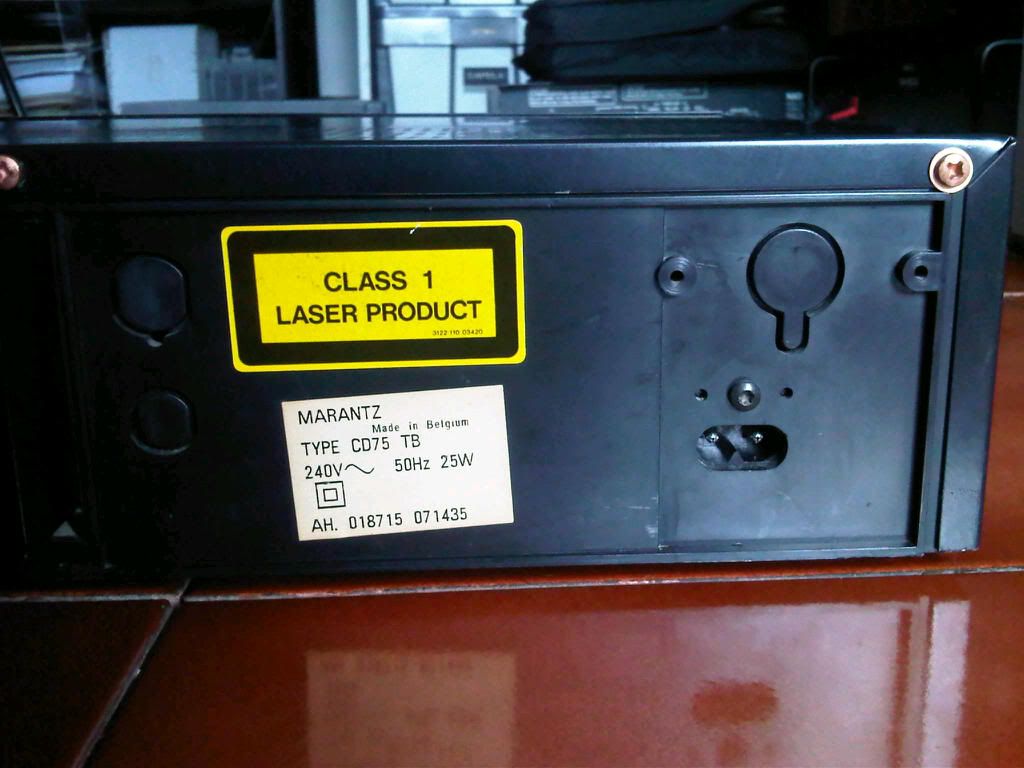 CLASS 1
LASER PRODUCT
3122 110 03420
MARANTZ
Made in Belgium
TYPE CD75 TB
240V~ 50Hz 25W
AH. 018715 071435